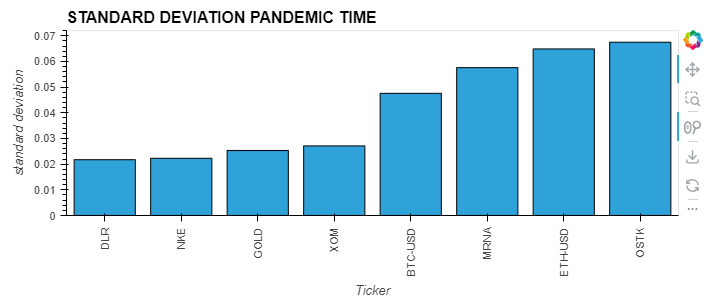 STANDARD DEVIATION PANDEMIC TIME
standard deviation
0.07
0.06
0.05
0.04
0.03
0.02
0.01
0
DLR
NKE
GOLD
XOM
BTC-USD
MRNA
ETH-USD
OSTK
Ticker